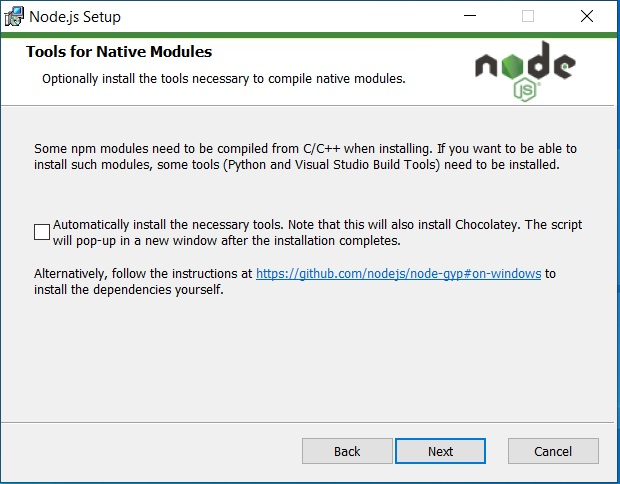 Node.js Setup
Tools for Native Modules
Optionally install the tools necessary to compile native modules.
node
JS
Some npm modules need to be compiled from C/C++ when installing. If you want to be able to
install such modules, some tools (Python and Visual Studio Build Tools) need to be installed.
Automatically install the necessary tools. Note that this will also install Chocolatey. The script
will pop-up in a new window after the installation completes.
Alternatively, follow the instructions at https://github.com/nodejs/node-gyp#on-windows to
install the dependencies yourself.
Back Next Cancel